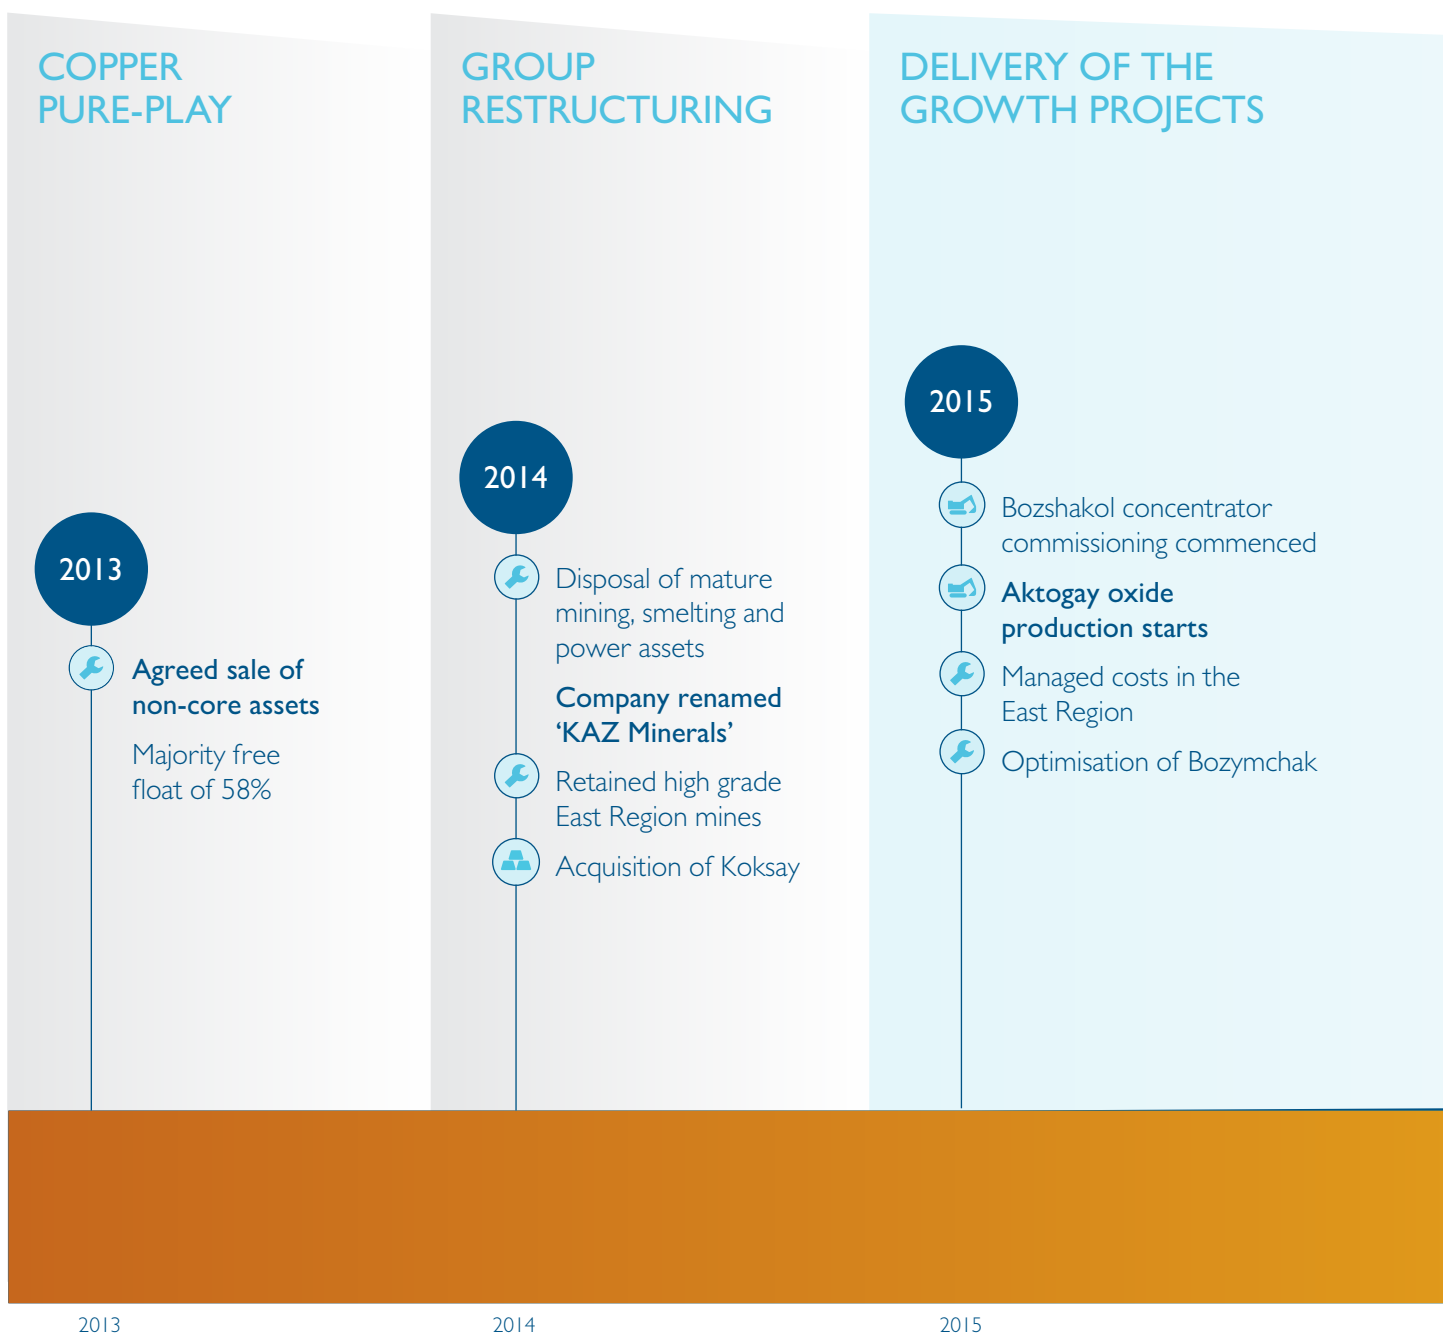 COPPER
PURE-PLAY
2013
Agreed sale of
non-core assets
Majority free
float of 58%
GROUP
RESTRUCTURING
2014
Disposal of mature
mining, smelting and
power assets
Company renamed
‘KAZ Minerals’
Retained high grade
East Region mines
Acquisition of Koksay
DELIVERY OF THE
GROWTH PROJECTS
2015
Bozshakol concentrator
commissioning commenced
Aktogay oxide
production starts
Managed costs in the
East Region
Optimisation of Bozymchak
2013
2014
2015